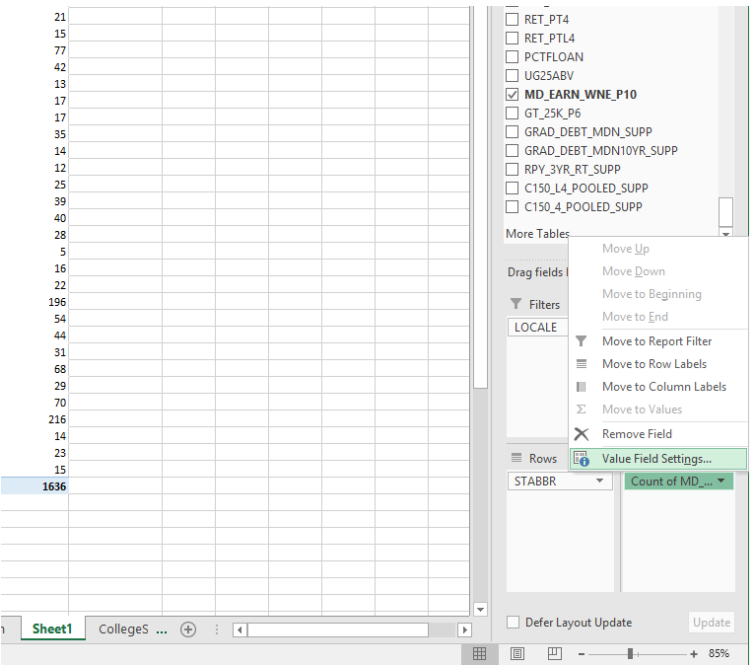 21
15
77
42
13
17
17
35
14
12
25
39
40
28
5
16
22
196
54
44
31
68
29
70
216
14
23
15
1636
RET_PT4
RET_PTL4
PCTFLOAN
UG25ABV
MD_EARN_WNE_P10
GT_25K_P6
GRAD_DEBT_MDN_SUPP
GRAD_DEBT_MDN10YR_SUPP
RPY_3YR_RT_SUPP
C150_L4_POOLED_SUPP
C150_4_POOLED_SUPP
More Tables
Drag fields
Filters
LOCALE
Move Up
Move Down
Move to Beginning
Move to End
Move to Report Filter
Move to Row Labels
Move to Column Labels
Σ Move to Values
Remove Field
Value Field Settings...
Rows
STABBR
Count of MD_...
Defer Layout Update
Update
Sheet1 CollegeS ...
- + 85%